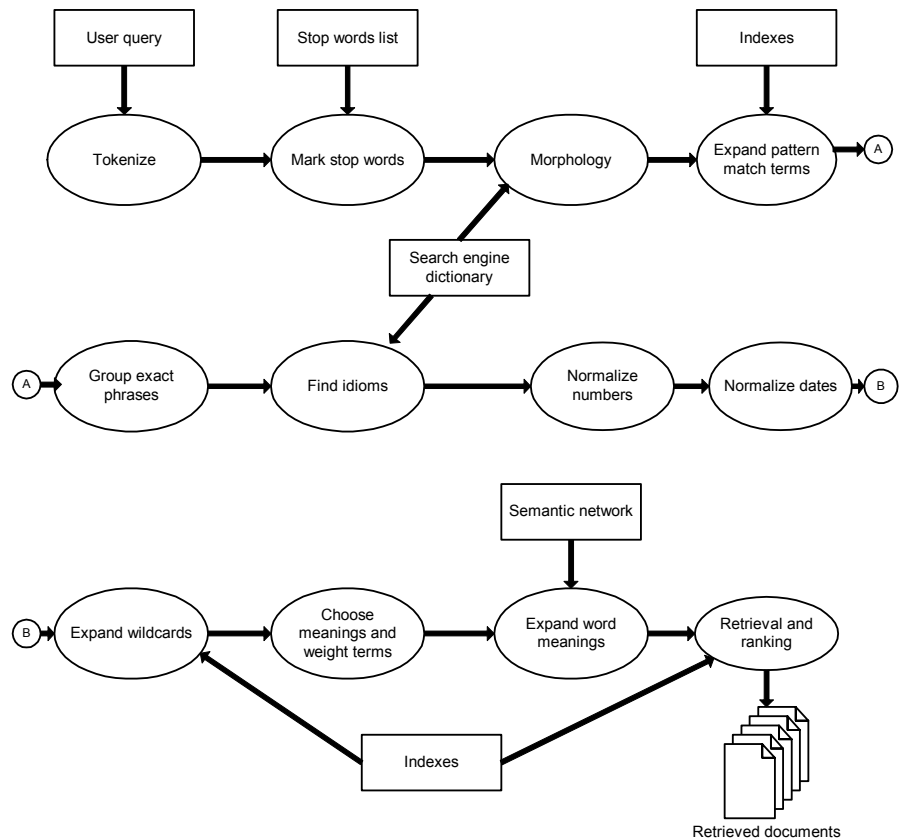 User query
Stop words list
Indexes
Tokenize
Mark stop words
Morphology
Expand pattern
match terms
A
Search engine
dictionary
A
Group exact
phrases
Find idioms
Normalize
numbers
Normalize dates
B
Semantic network
B
Expand wildcards
Choose
meanings and
weight terms
Expand word
meanings
Retrieval and
ranking
Indexes
Retrieved documents